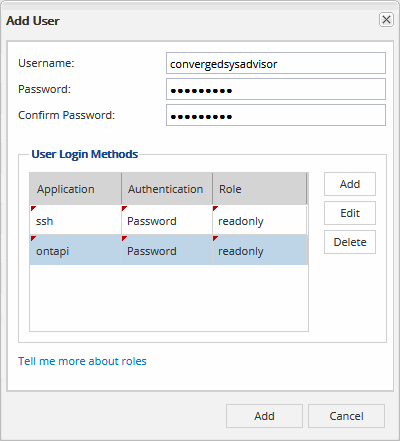 Add User
Username: convergedsysadvisor
Password: ●●●●●●●●●
Confirm Password: ●●●●●●●●●
User Login Methods
Application Authentication Role
ssh Password readonly
ontapi Password readonly
Add
Edit
Delete
Tell me more about roles
Add Cancel